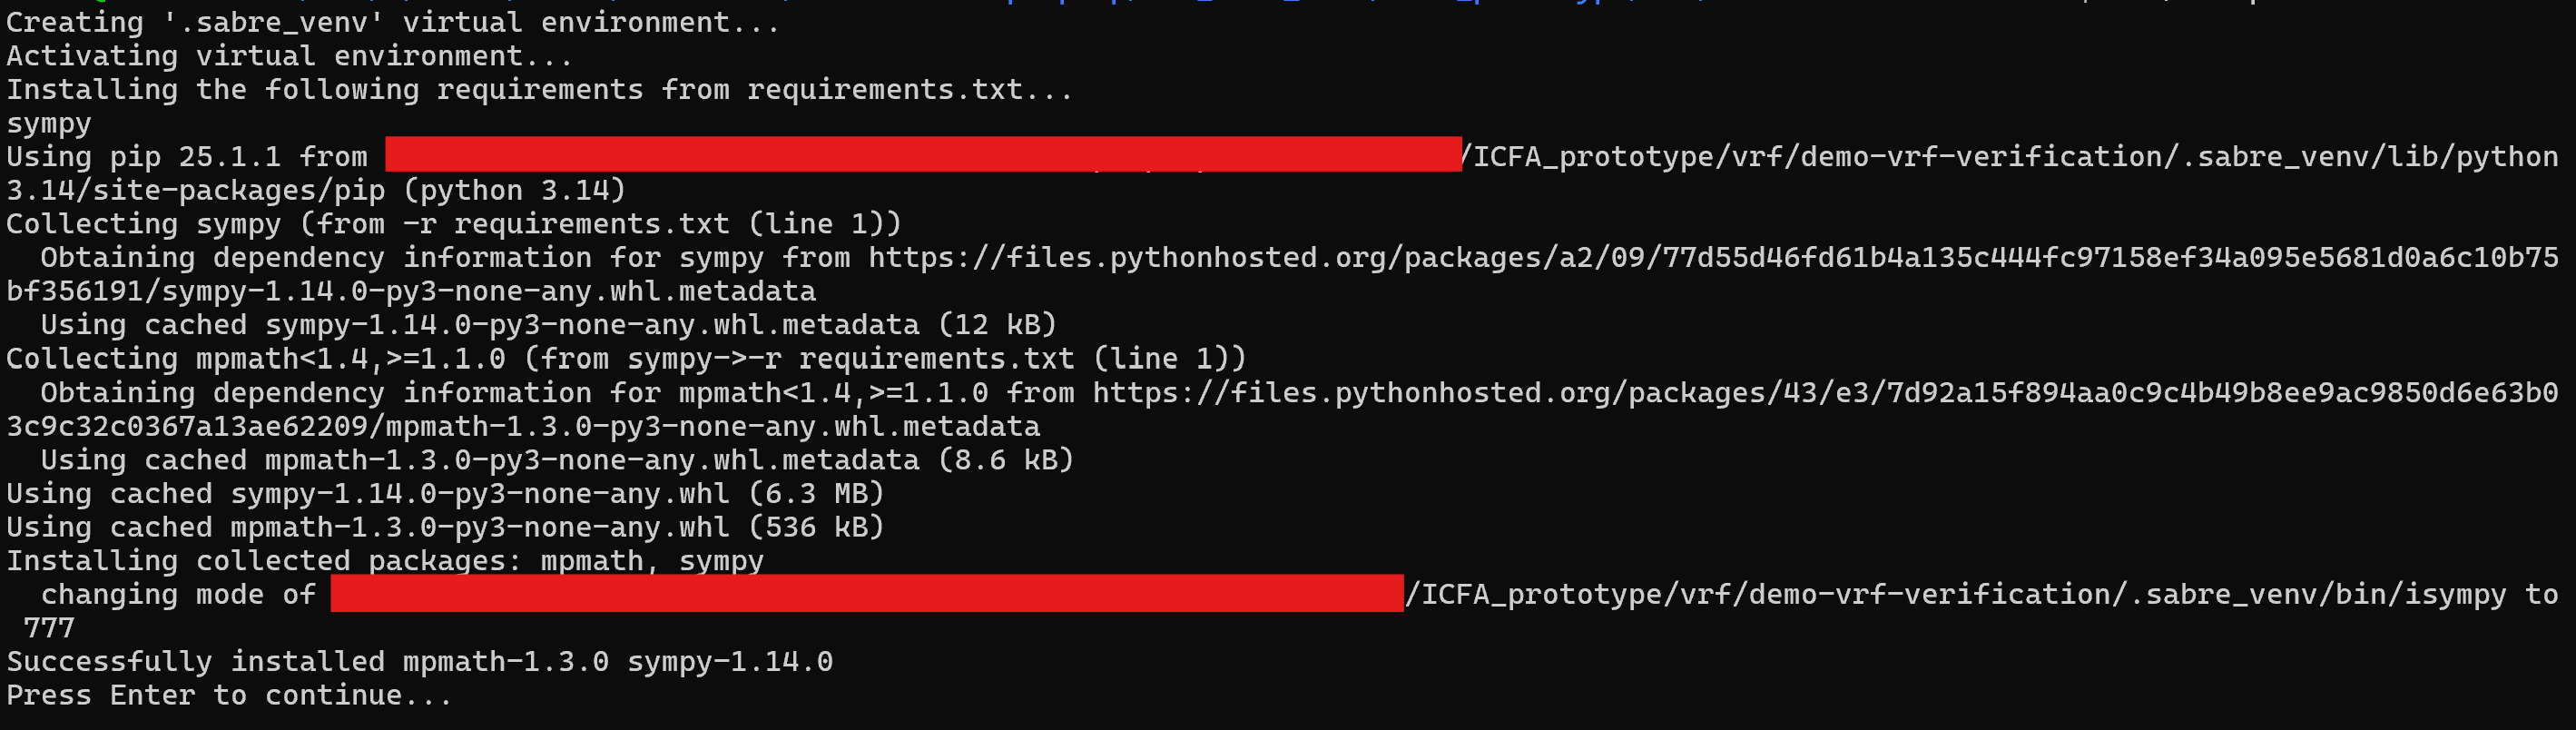 Creating '.sabre_venv' virtual environment...
Activating virtual environment...
Installing the following requirements from requirements.txt...
sympy
Using pip 25.1.1 from /ICFA_prototype/vrf/demo-vrf-verification/.sabre_venv/lib/python
3.14/site-packages/pip (python 3.14)
Collecting sympy (from -r requirements.txt (line 1))
  Obtaining dependency information for sympy from https://files.pythonhosted.org/packages/a2/09/77d55d46fd61b4a135c444fc97158ef34a095e5681d0a6c10b75
bf356191/sympy-1.14.0-py3-none-any.whl.metadata
  Using cached sympy-1.14.0-py3-none-any.whl.metadata (12 kB)
Collecting mpmath<1.4,>=1.1.0 (from sympy->-r requirements.txt (line 1))
  Obtaining dependency information for mpmath<1.4,>=1.1.0 from https://files.pythonhosted.org/packages/43/e3/7d92a15f894aa0c9c4b49b8ee9ac9850d6e63b0
3c9c32c0367a13ae62209/mpmath-1.3.0-py3-none-any.whl.metadata
  Using cached mpmath-1.3.0-py3-none-any.whl.metadata (8.6 kB)
Using cached sympy-1.14.0-py3-none-any.whl (6.3 MB)
Using cached mpmath-1.3.0-py3-none-any.whl (536 kB)
Installing collected packages: mpmath, sympy
  changing mode of /ICFA_prototype/vrf/demo-vrf-verification/.sabre_venv/bin/isympy to
 777
Successfully installed mpmath-1.3.0 sympy-1.14.0
Press Enter to continue...